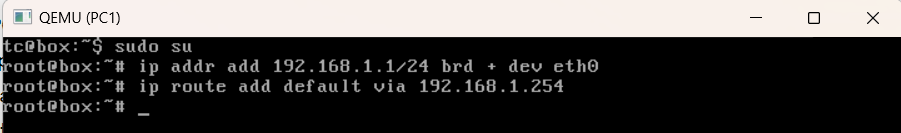 QEMU (PC1)
tc@box:~$ sudo su
root@box:~# ip addr add 192.168.1.1/24 brd + dev eth0
root@box:~# ip route add default via 192.168.1.254
root@box:~# _